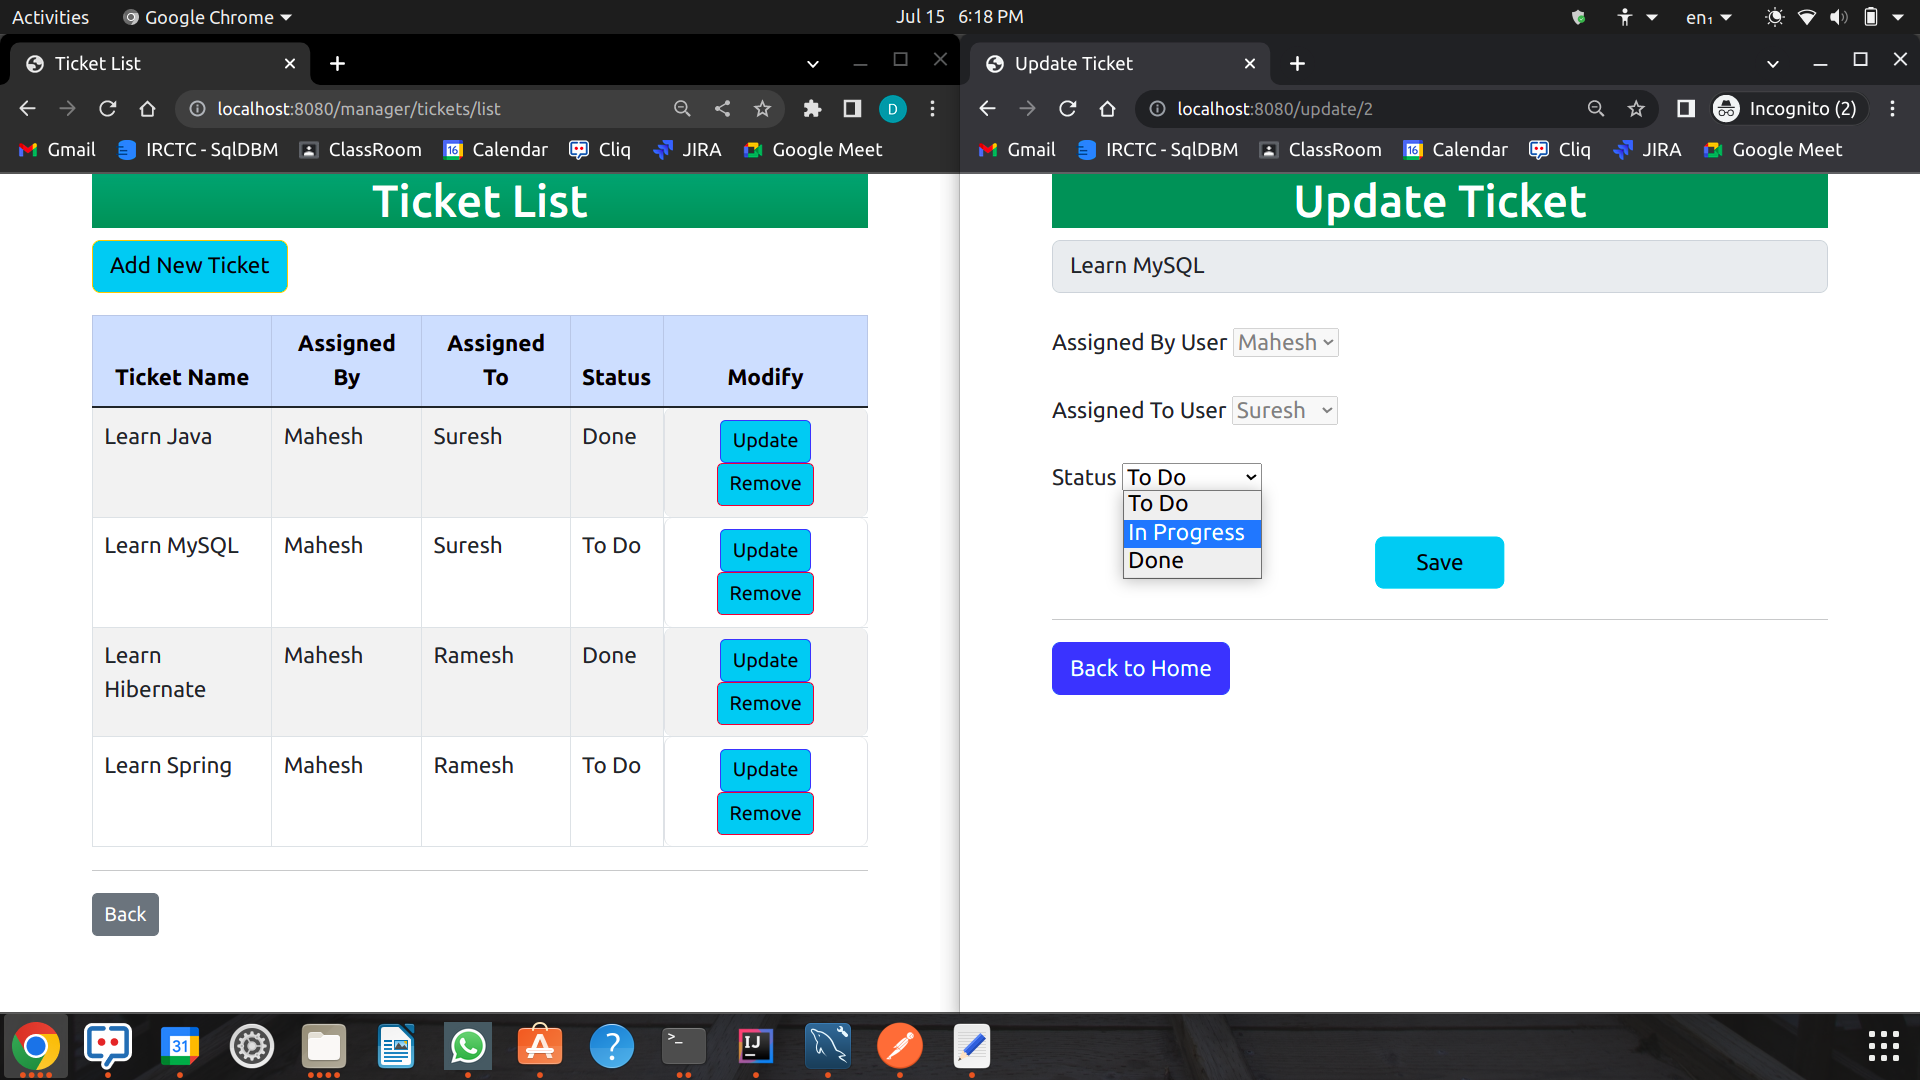 Activities
Google Chrome
Jul 15 6:18 PM
en₁
Ticket List
localhost:8080/manager/tickets/list
D
Gmail
IRCTC - SqlDBM
ClassRoom
16
Calendar
Cliq
JIRA
Google Meet
Ticket List
Add New Ticket
Ticket Name
Assigned By
Assigned To
Status
Modify
Learn Java
Mahesh
Suresh
Done
Update
Remove
Learn MySQL
Mahesh
Suresh
To Do
Update
Remove
Learn
Hibernate
Mahesh
Ramesh
Done
Update
Remove
Learn Spring
Mahesh
Ramesh
To Do
Update
Remove
Back
Update Ticket
localhost:8080/update/2
Incognito (2)
Gmail
IRCTC - SqlDBM
ClassRoom
16
Calendar
Cliq
JIRA
Google Meet
Update Ticket
Learn MySQL
Assigned By User Mahesh
Assigned To User Suresh
Status To Do
To Do
In Progress
Done
Save
Back to Home
31
A
?
>_
IJ